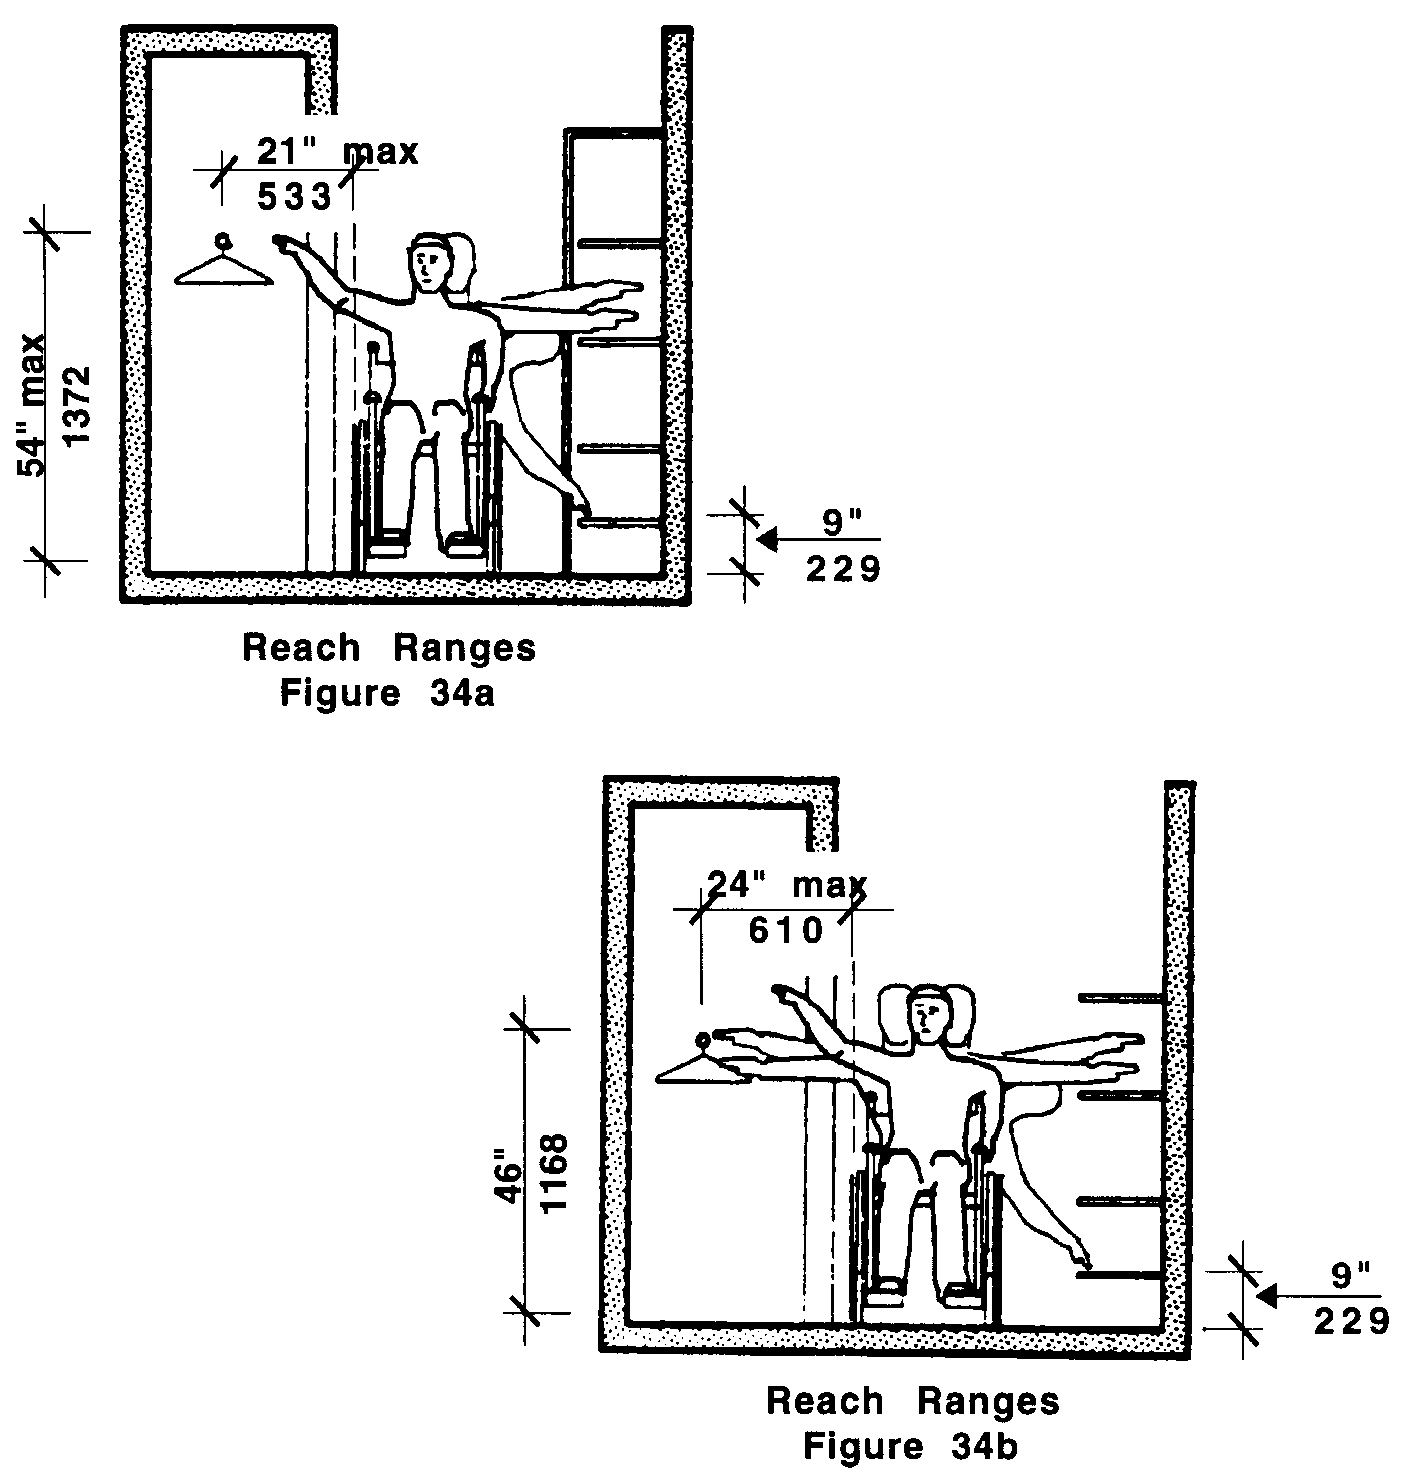 21" max
533
54" max
1372
9"
229
Reach Ranges
Figure 34a
24" max
610
46"
1168
9"
229
Reach Ranges
Figure 34b